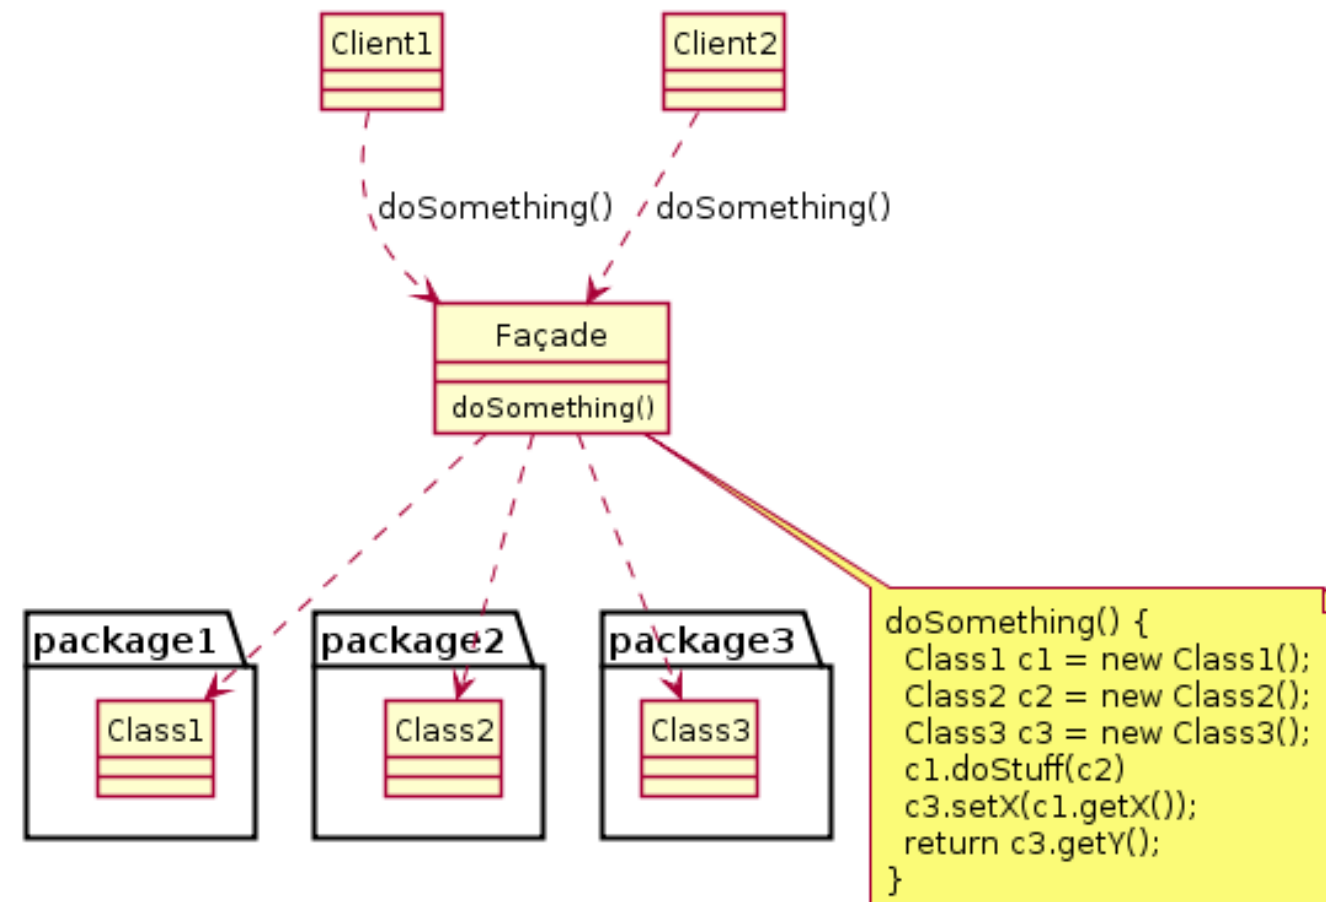 Client1
Client2
doSomething()
doSomething()
Façade
doSomething()
package1
package2
package3
Class1
Class2
Class3
doSomething() {
Class1 c1 = new Class1();
Class2 c2 = new Class2();
Class3 c3 = new Class3();
c1.doStuff(c2)
c3.setX(c1.getX());
return c3.getY();
}